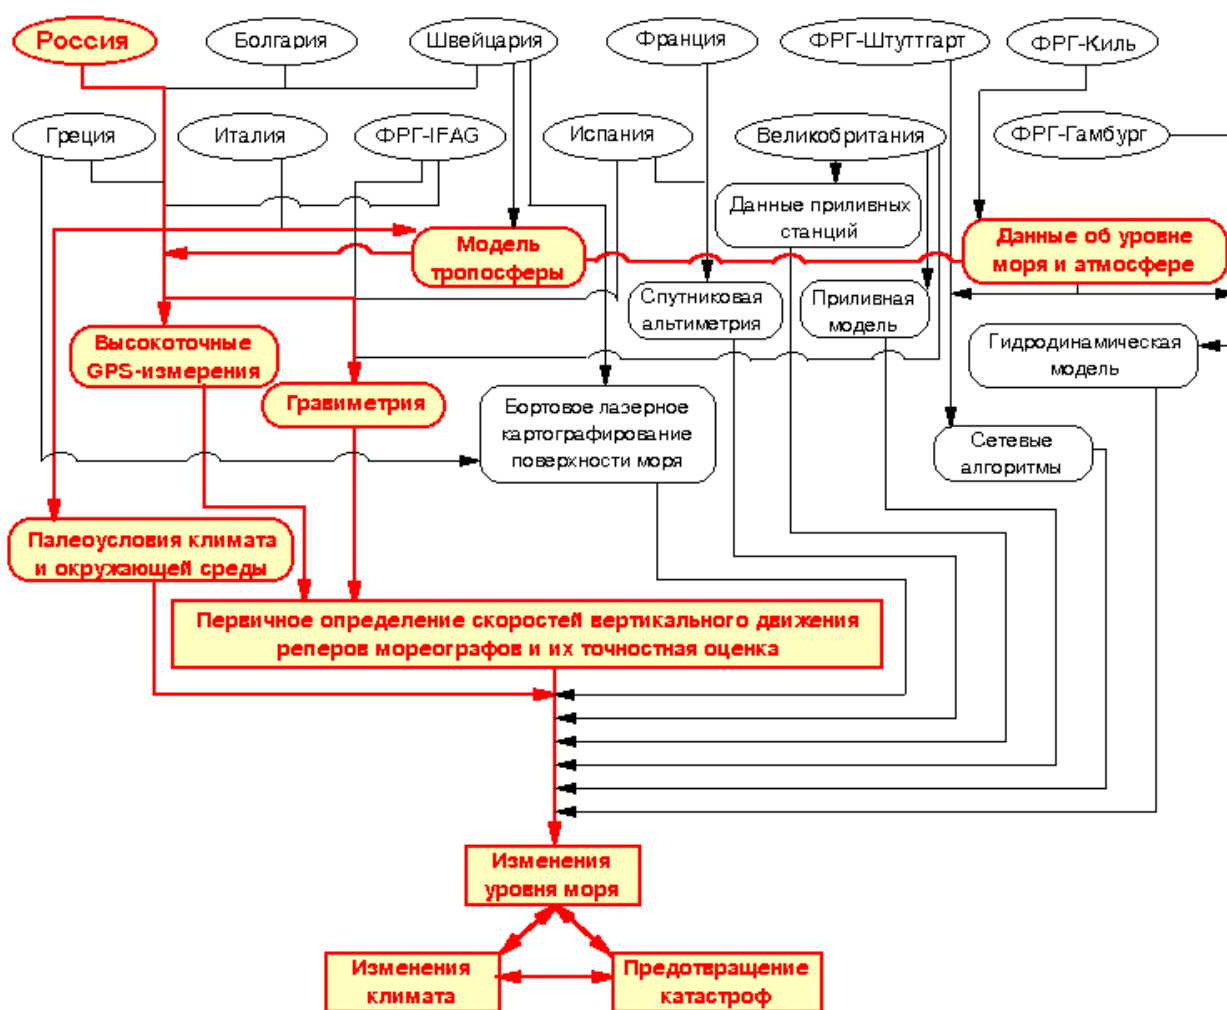 Россия
Болгария
Швейцария
Франция
ФРГ-Штуттгарт
ФРГ-Киль
Греция
Италия
ФРГ-IFAG
Испания
Великобритания
ФРГ-Гамбург
Данные приливных
станций
Модель
тропосферы
Данные об уровне
моря и атмосфере
Спутниковая
альтиметрия
Приливная
модель
Высокоточные
GPS-измерения
Гидродинамическая
модель
Гравиметрия
Бортовое лазерное
картографирование
поверхности моря
Сетевые
алгоритмы
Палеоусловия климата
и окружающей среды
Первичное определение скоростей вертикального движения
реперов мореографов и их точностная оценка
Изменения
уровня моря
Изменения
климата
Предотвращение
катастроф